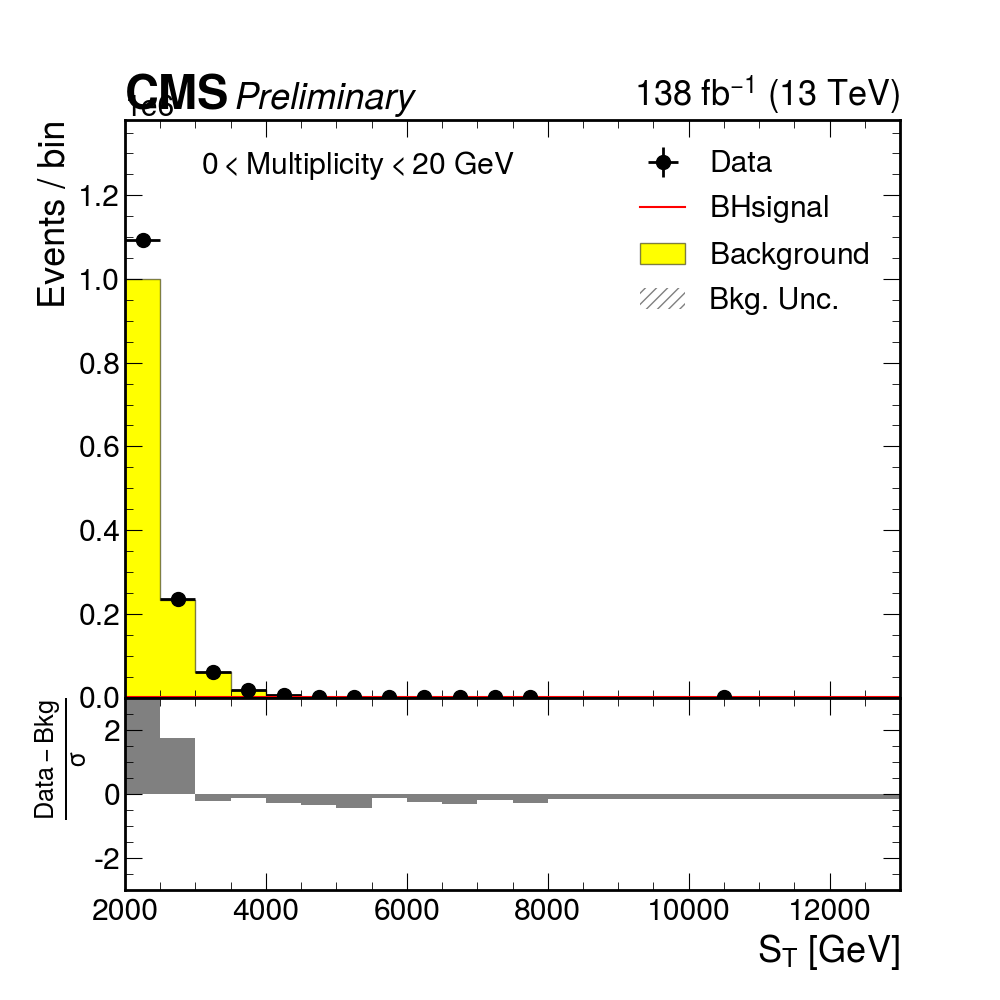 CMS Preliminary 138 fb⁻¹ (13 TeV)
1e6
Events / bin
0 < Multiplicity < 20 GeV
Data
BHsignal
Background
Bkg. Unc.
1.2
1.0
0.8
0.6
0.4
0.2
0.0
Data − Bkg
σ
2
0
-2
2000 4000 6000 8000 10000 12000
S_T [GeV]